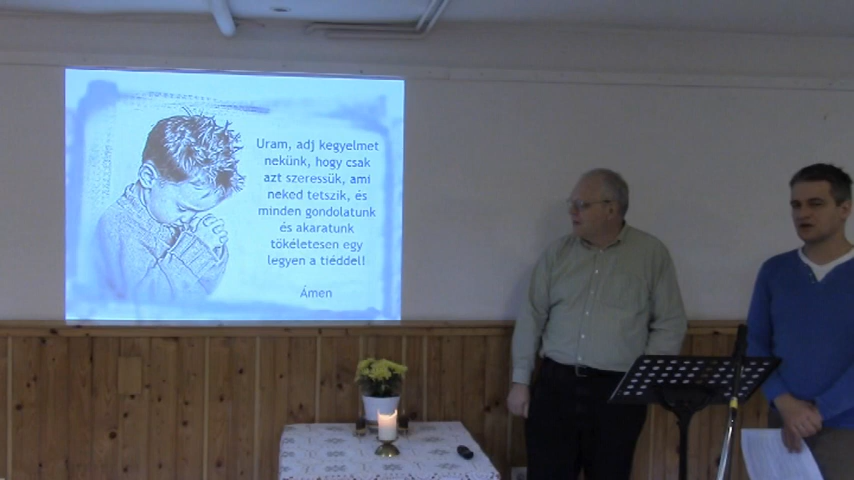 Uram, adj kegyelmet
nekünk, hogy csak
azt szeressük, ami
neked tetszik, és
minden gondolatunk
és akaratunk
tökéletesen egy
legyen a tiéddel!
Ámen